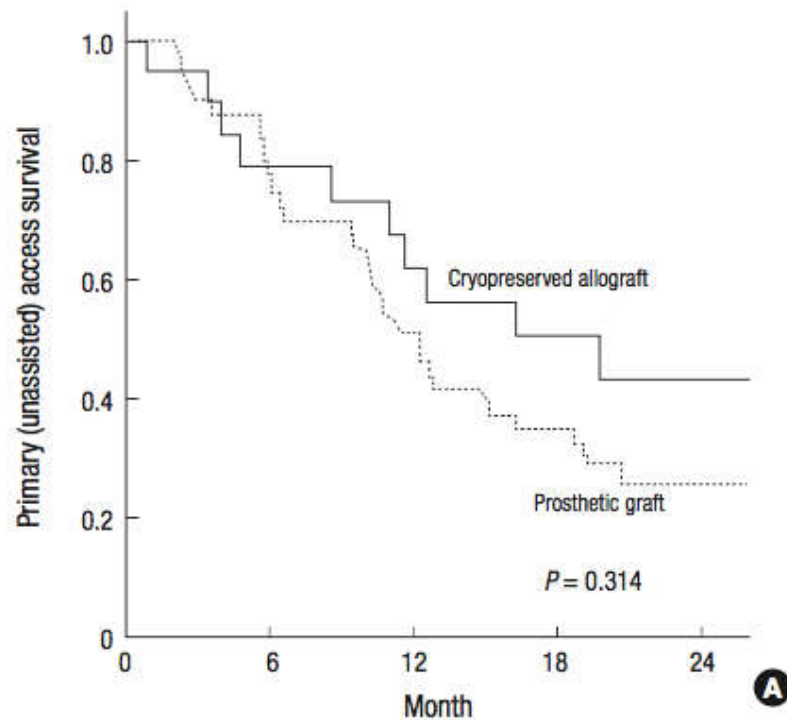 Primary (unassisted) access survival
1.0
0.8
0.6
0.4
0.2
0
Cryopreserved allograft
Prosthetic graft
P = 0.314
0 6 12 18 24
Month
A